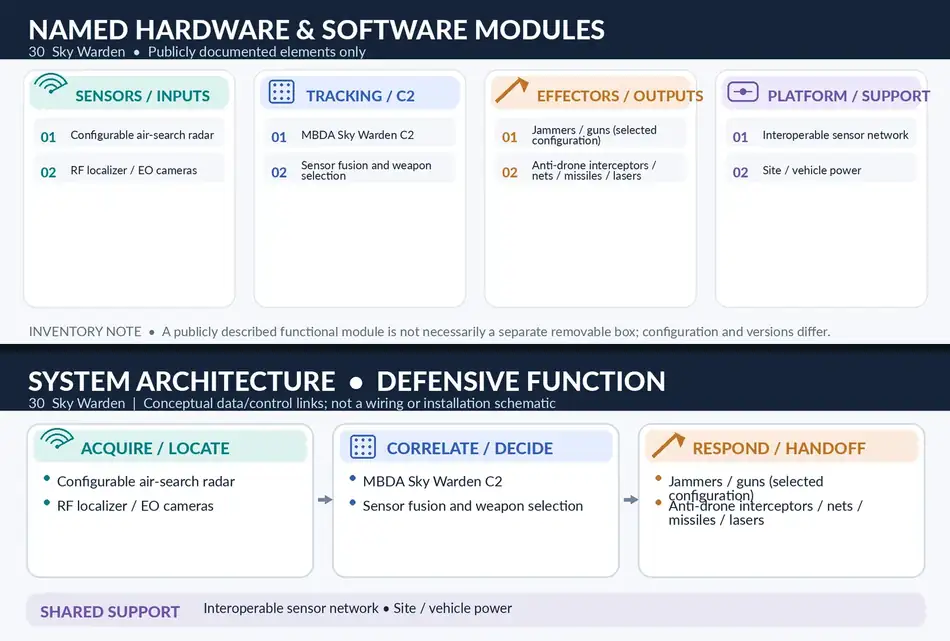 NAMED HARDWARE & SOFTWARE MODULES
30 Sky Warden • Publicly documented elements only
SENSORS / INPUTS
01 Configurable air-search radar
02 RF localizer / EO cameras
TRACKING / C2
01 MBDA Sky Warden C2
02 Sensor fusion and weapon
selection
EFFECTORS / OUTPUTS
01 Jammers / guns (selected
configuration)
02 Anti-drone interceptors /
nets / missiles / lasers
PLATFORM / SUPPORT
01 Interoperable sensor network
02 Site / vehicle power
INVENTORY NOTE • A publicly described functional module is not necessarily a separate removable box; configuration and versions differ.
SYSTEM ARCHITECTURE • DEFENSIVE FUNCTION
30 Sky Warden | Conceptual data/control links; not a wiring or installation schematic
ACQUIRE / LOCATE
• Configurable air-search radar
• RF localizer / EO cameras
CORRELATE / DECIDE
• MBDA Sky Warden C2
• Sensor fusion and weapon selection
RESPOND / HANDOFF
• Jammers / guns (selected
configuration)
• Anti-drone interceptors / nets /
missiles / lasers
SHARED SUPPORT
Interoperable sensor network • Site / vehicle power